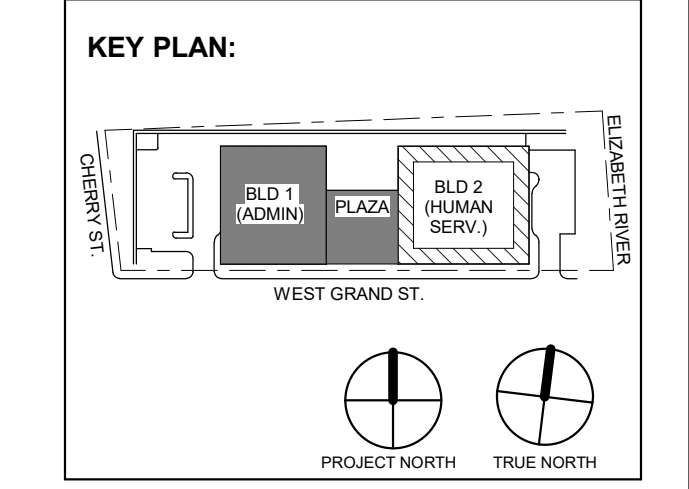 KEY PLAN:
CHERRY ST.
BLD 1
(ADMIN)
PLAZA
BLD 2
(HUMAN
SERV.)
ELIZABETH RIVER
WEST GRAND ST.
PROJECT NORTH
TRUE NORTH